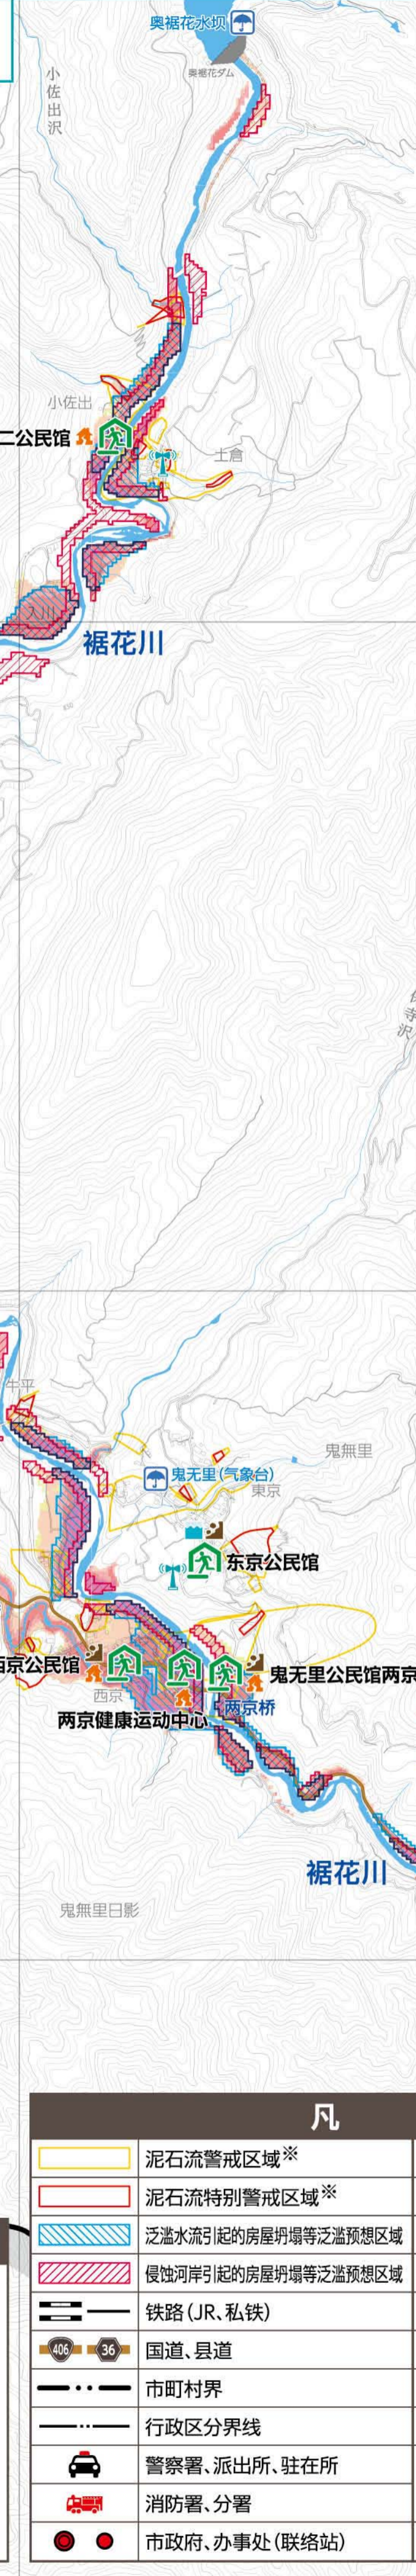 奥裾花水坝
奥裾花ダム
小佐出沢
小佐出
二公民馆
土倉
入川
裾花川
寺沢
牛平
鬼無里
鬼无里(气象台)
東京
东京公民馆
西京公民馆
鬼无里公民馆两京
西京
两京健康运动中心
两京桥
裾花川
鬼無里日影
凡
泥石流警戒区域※
泥石流特别警戒区域※
泛滥水流引起的房屋坍塌等泛滥预想区域
侵蚀河岸引起的房屋坍塌等泛滥预想区域
铁路(JR、私铁)
406 36 国道、县道
市町村界
行政区分界线
警察署、派出所、驻在所
消防署、分署
市政府、办事处(联络站)